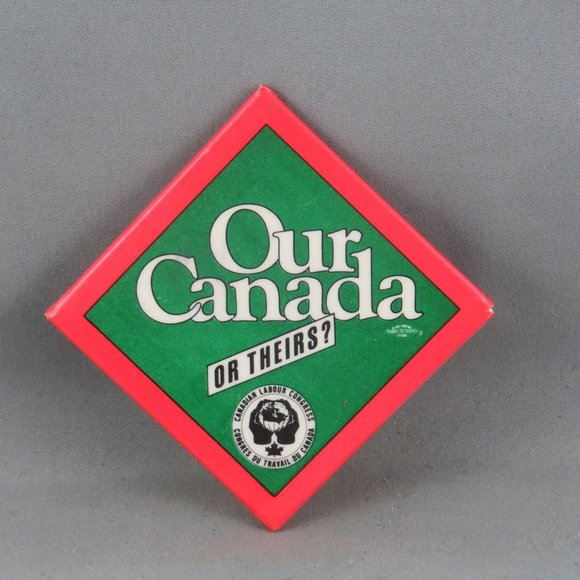 Our
Canada
OR THEIRS?
CANADIAN LABOUR CONGRESS
CONGRÈS DU TRAVAIL DU CANADA